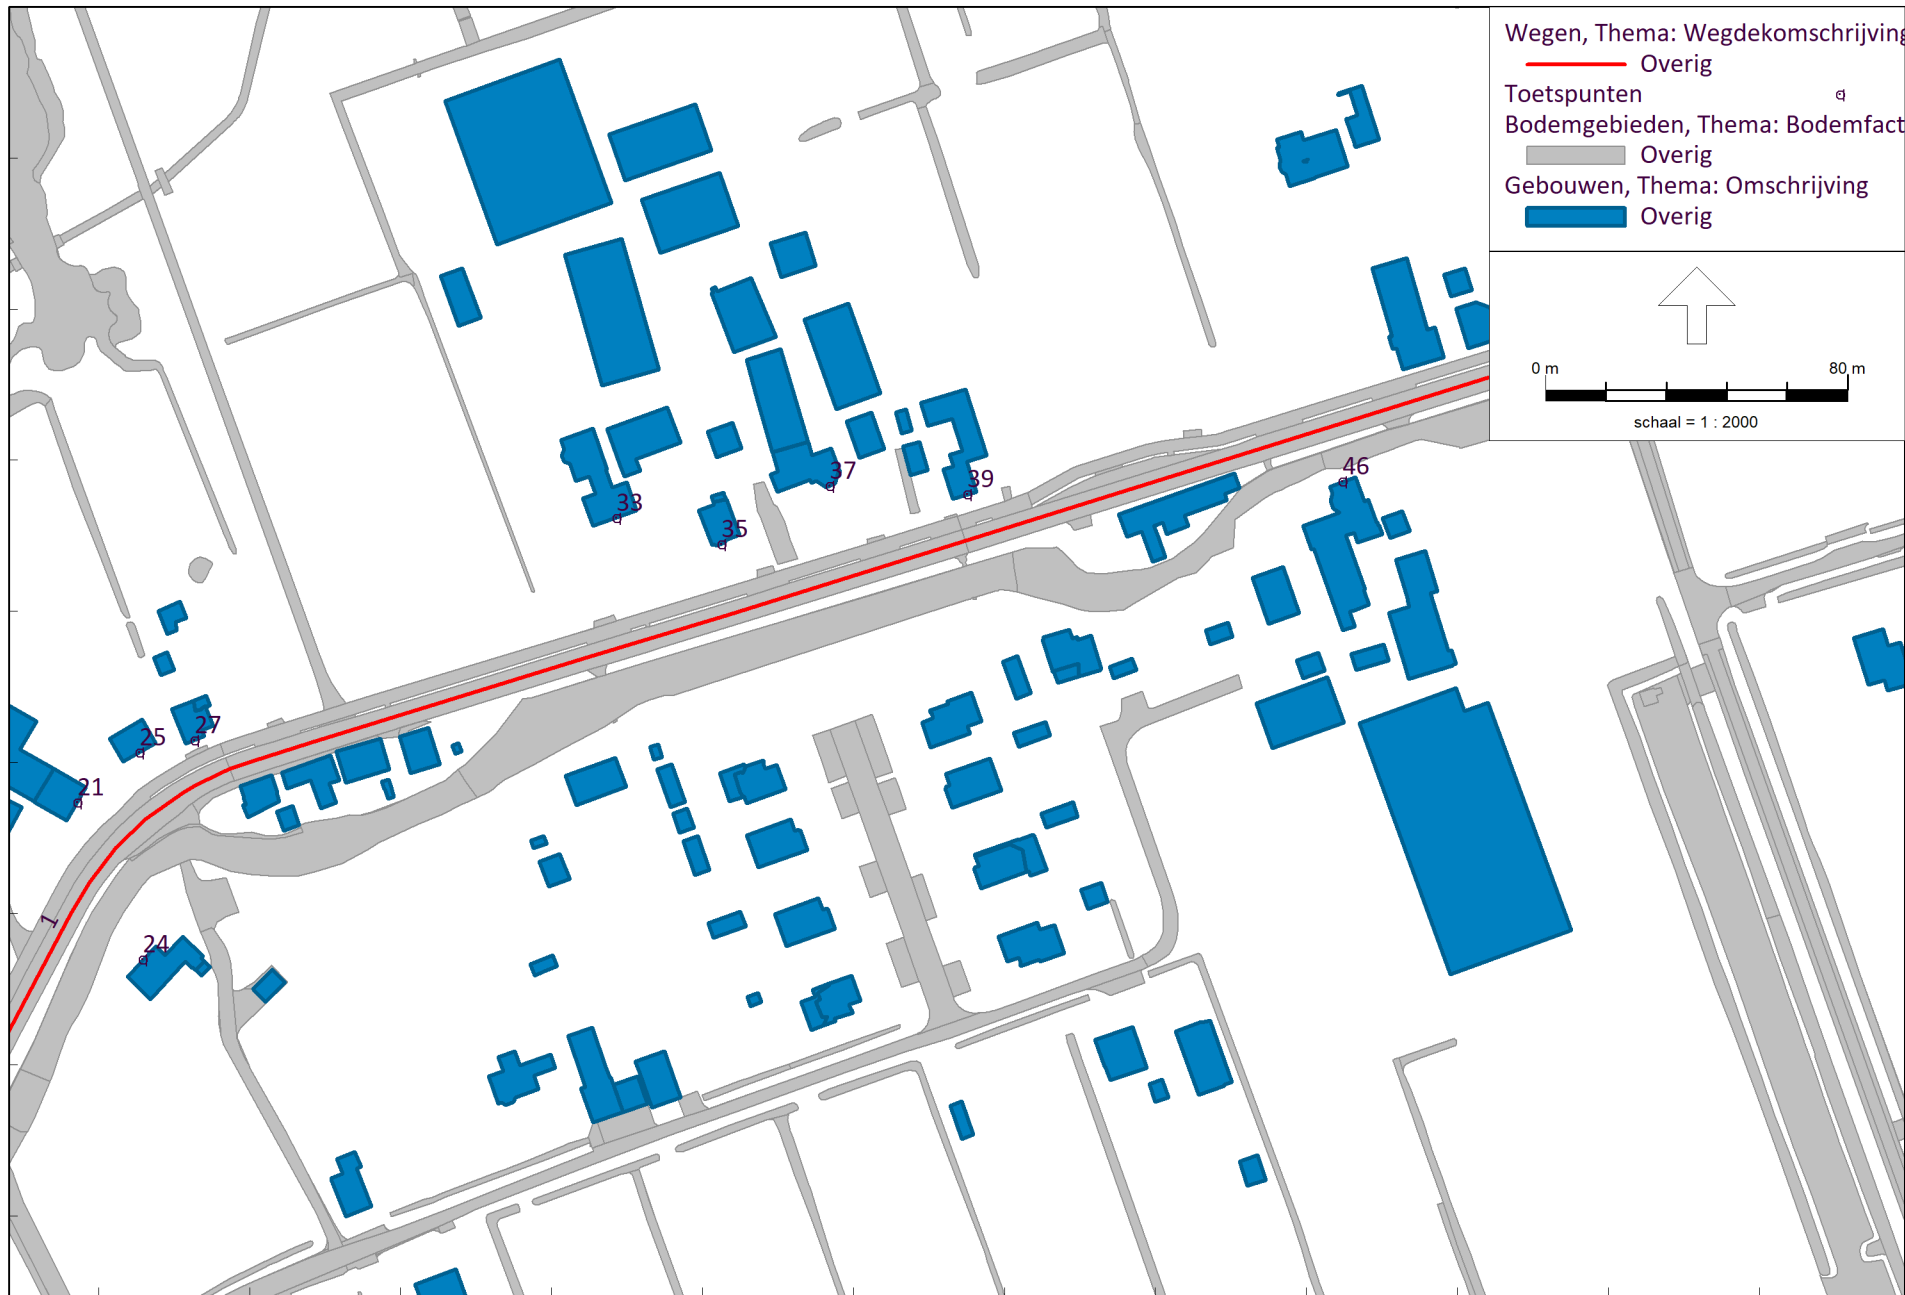 Wegen, Thema: Wegdekomschrijving
Overig
Toetspunten
Bodemgebieden, Thema: Bodemfact
Overig
Gebouwen, Thema: Omschrijving
Overig
0 m 80 m
schaal = 1 : 2000
46
37
39
33
35
27
25
21
1
24